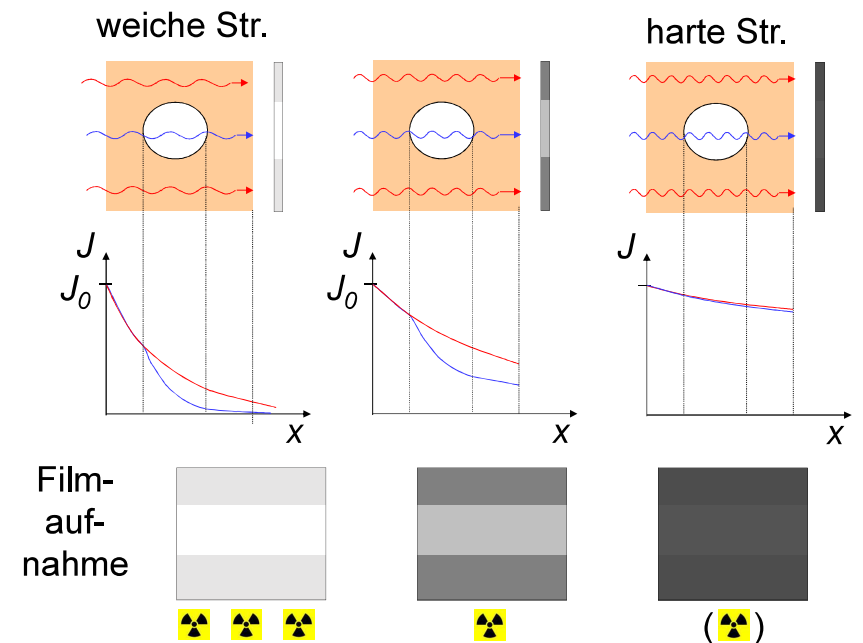 weiche Str.
harte Str.
J
J₀
x
J
J₀
x
J
x
Film-
auf-
nahme
( )